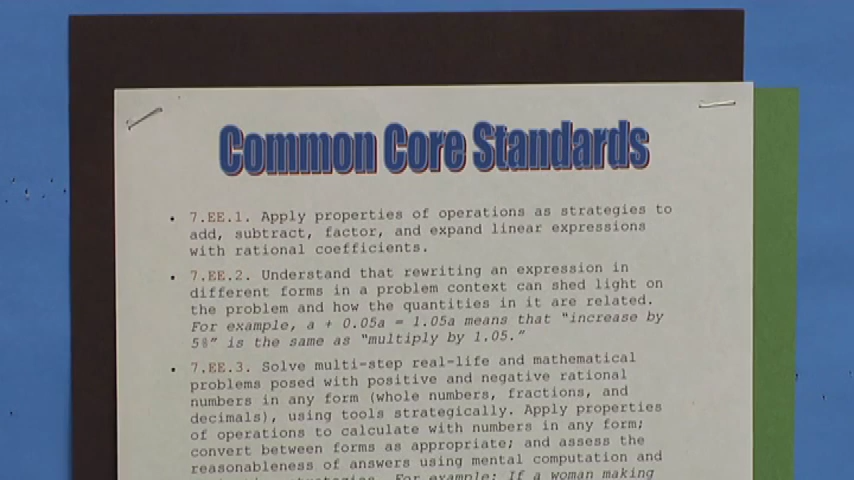 Common Core Standards
• 7.EE.1. Apply properties of operations as strategies to
add, subtract, factor, and expand linear expressions
with rational coefficients.
• 7.EE.2. Understand that rewriting an expression in
different forms in a problem context can shed light on
the problem and how the quantities in it are related.
For example, a + 0.05a = 1.05a means that "increase by
5%" is the same as "multiply by 1.05."
• 7.EE.3. Solve multi-step real-life and mathematical
problems posed with positive and negative rational
numbers in any form (whole numbers, fractions, and
decimals), using tools strategically. Apply properties
of operations to calculate with numbers in any form;
convert between forms as appropriate; and assess the
reasonableness of answers using mental computation and
strategies. For example: If a woman making